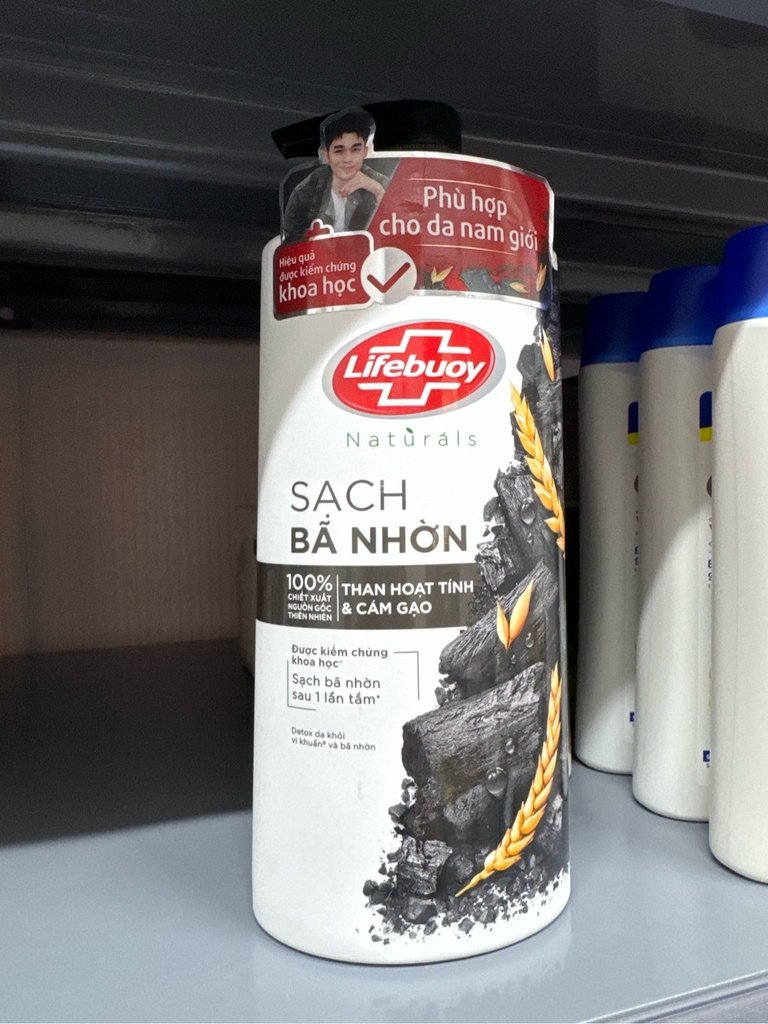 Phù hợp
cho da nam giới
Hiệu quả
được kiểm chứng
khoa học
Lifebuoy
Naturals
SẠCH
BÃ NHỜN
100%
CHIẾT XUẤT
NGUỒN GỐC
THIÊN NHIÊN
THAN HOẠT TÍNH
& CÁM GẠO
Được kiểm chứng
khoa học*
Sạch bã nhờn
sau 1 lần tắm*
Detox da khỏi
vi khuẩn# và bã nhờn